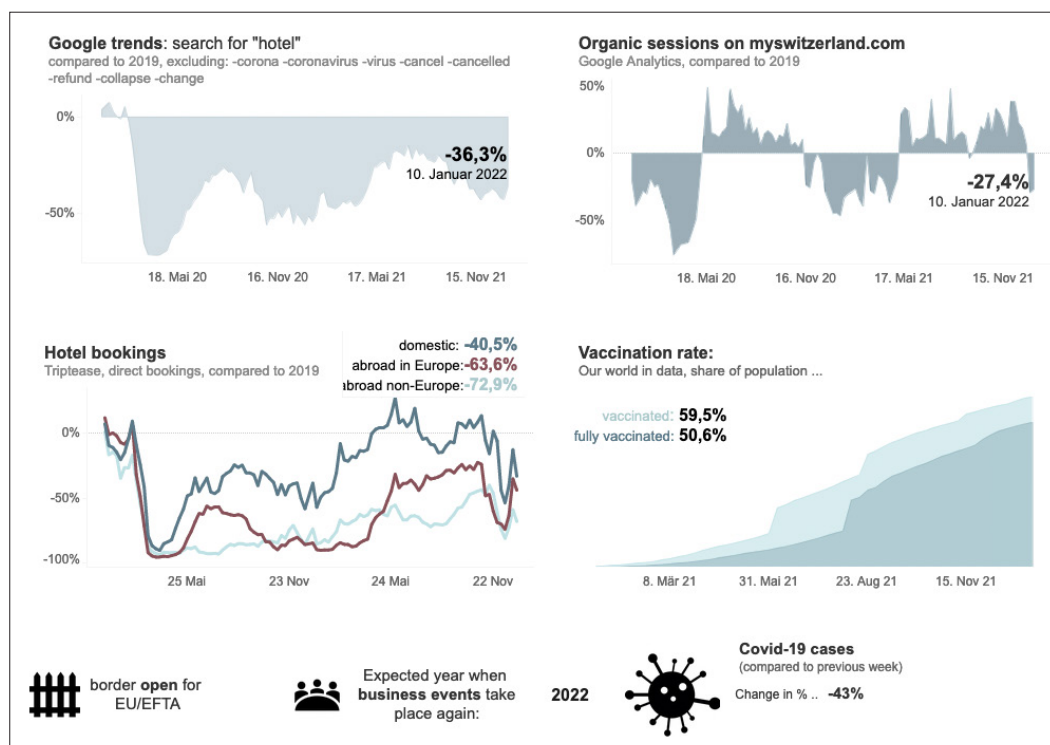 Google trends: search for "hotel"
compared to 2019, excluding: -corona -coronavirus -virus -cancel -cancelled
-refund -collapse -change
0%
-50%
-36,3%
10. Januar 2022
18. Mai 20
16. Nov 20
17. Mai 21
15. Nov 21
Organic sessions on myswitzerland.com
Google Analytics, compared to 2019
50%
0%
-50%
-27,4%
10. Januar 2022
18. Mai 20
16. Nov 20
17. Mai 21
15. Nov 21
Hotel bookings
Triptease, direct bookings, compared to 2019
domestic: -40,5%
abroad in Europe:-63,6%
abroad non-Europe:-72,9%
0%
-50%
-100%
25 Mai
23 Nov
24 Mai
22 Nov
Vaccination rate:
Our world in data, share of population ...
vaccinated: 59,5%
fully vaccinated: 50,6%
8. Mär 21
31. Mai 21
23. Aug 21
15. Nov 21
border open for
EU/EFTA
Expected year when
business events take
place again:
2022
Covid-19 cases
(compared to previous week)
Change in % .. -43%